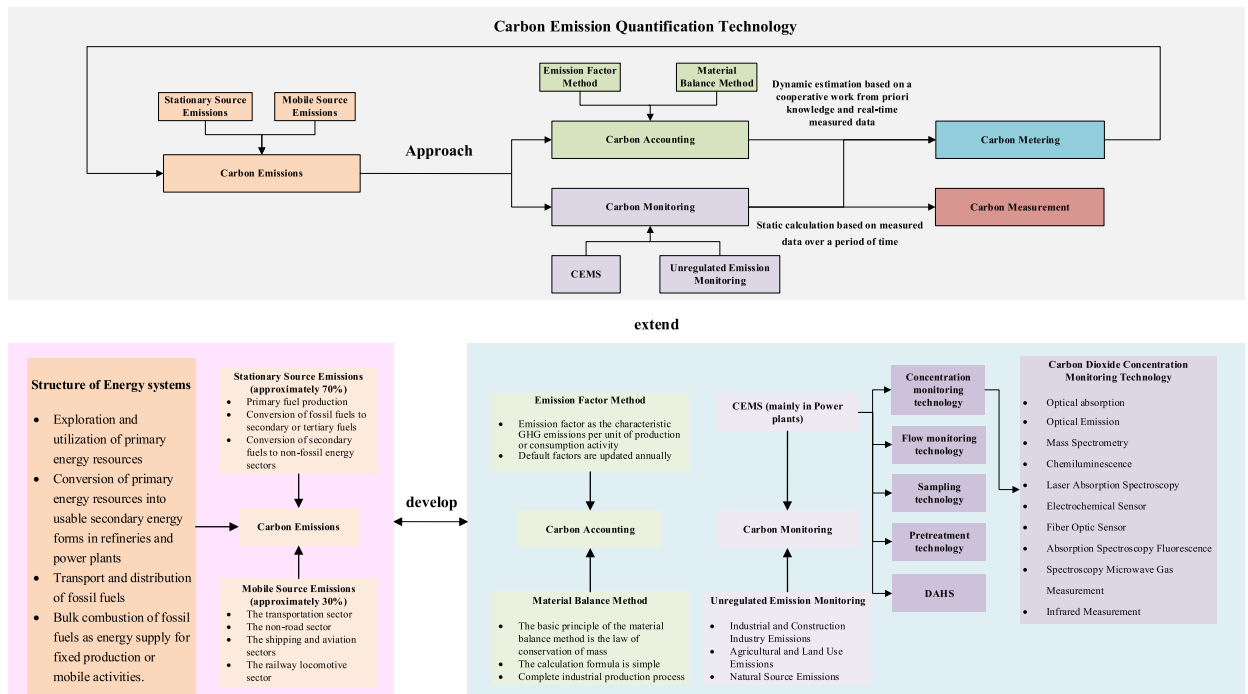 Carbon Emission Quantification Technology
Emission Factor
Method
Material
Balance Method
Dynamic estimation based on a
cooperative work from priori
knowledge and real-time
measured data
Stationary Source
Emissions
Mobile Source
Emissions
Approach
Carbon Accounting
Carbon Metering
Carbon Emissions
Carbon Monitoring
Carbon Measurement
Static calculation based on measured
data over a period of time
CEMS
Unregulated Emission
Monitoring
extend
Structure of Energy systems
• Exploration and
utilization of primary
energy resources
• Conversion of primary
energy resources into
usable secondary energy
forms in refineries and
power plants
• Transport and distribution
of fossil fuels
• Bulk combustion of fossil
fuels as energy supply for
fixed production or
mobile activities.
Stationary Source Emissions
(approximately 70%)
• Primary fuel production
• Conversion of fossil fuels to
secondary or tertiary fuels
• Conversion of secondary
fuels to non-fossil energy
sectors
Carbon Emissions
Mobile Source Emissions
(approximately 30%)
• The transportation sector
• The non-road sector
• The shipping and aviation
sectors
• The railway locomotive
sector
develop
Emission Factor Method
• Emission factor as the characteristic
GHG emissions per unit of production
or consumption activity
• Default factors are updated annually
Carbon Accounting
Material Balance Method
• The basic principle of the material
balance method is the law of
conservation of mass
• The calculation formula is simple
• Complete industrial production process
CEMS (mainly in Power
plants)
Carbon Monitoring
Unregulated Emission Monitoring
• Industrial and Construction
Industry Emissions
• Agricultural and Land Use
Emissions
• Natural Source Emissions
Concentration
monitoring
technology
Flow monitoring
technology
Sampling
technology
Pretreatment
technology
DAHS
Carbon Dioxide Concentration
Monitoring Technology
• Optical absorption
• Optical Emission
• Mass Spectrometry
• Chemiluminescence
• Laser Absorption Spectroscopy
• Electrochemical Sensor
• Fiber Optic Sensor
• Absorption Spectroscopy Fluorescence
• Spectroscopy Microwave Gas
Measurement
• Infrared Measurement